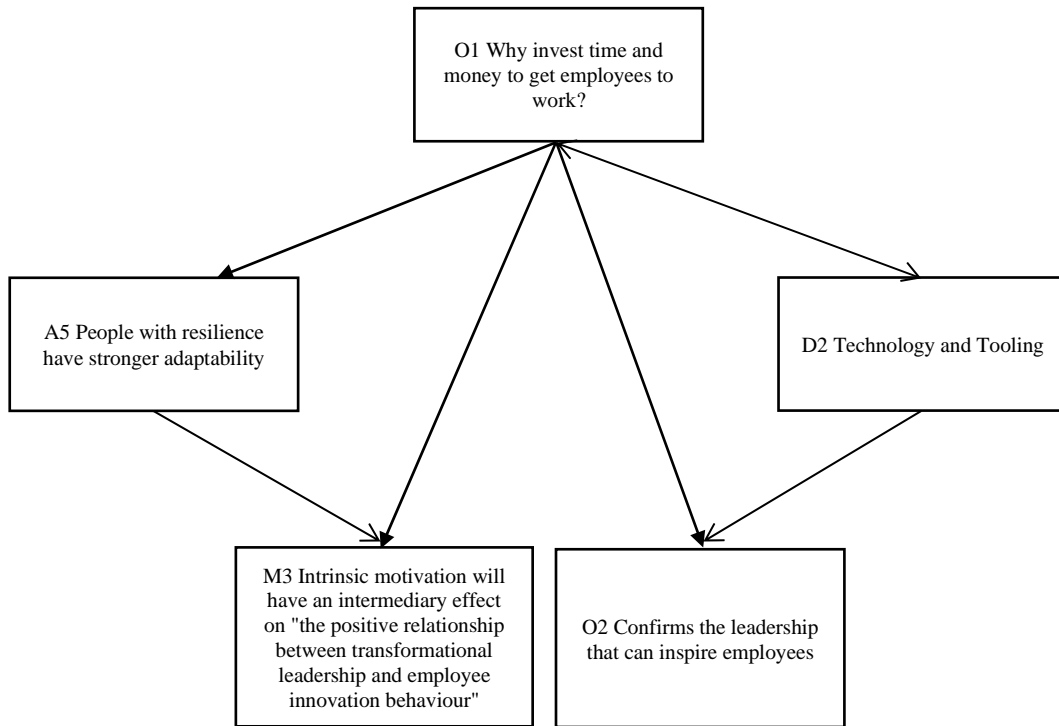 O1 Why invest time and
money to get employees to
work?
A5 People with resilience
have stronger adaptability
D2 Technology and Tooling
M3 Intrinsic motivation will
have an intermediary effect
on "the positive relationship
between transformational
leadership and employee
innovation behaviour"
O2 Confirms the leadership
that can inspire employees